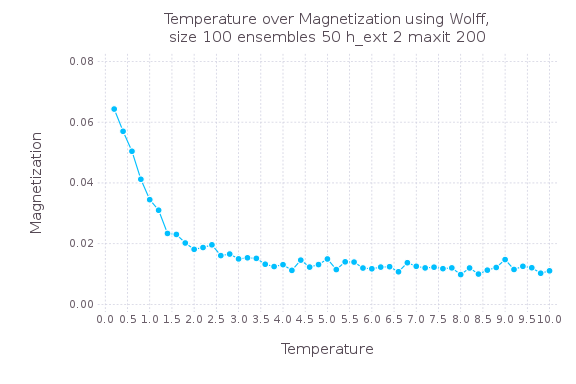 Temperature over Magnetization using Wolff,
size 100 ensembles 50 h_ext 2 maxit 200
0.08
0.06
0.04
0.02
0.00
Magnetization
0.0 0.5 1.0 1.5 2.0 2.5 3.0 3.5 4.0 4.5 5.0 5.5 6.0 6.5 7.0 7.5 8.0 8.5 9.0 9.5 10.0
Temperature